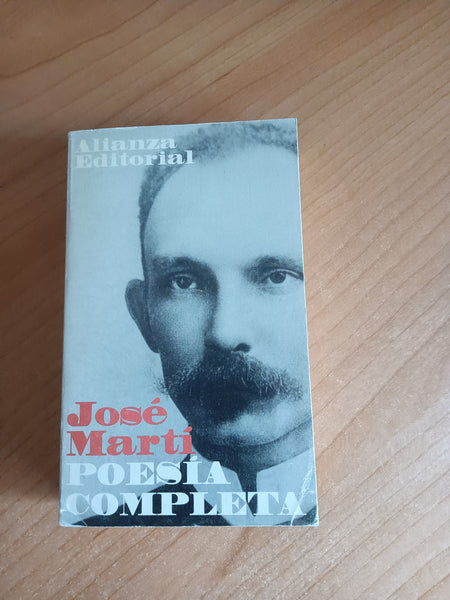 Alianza
Editorial
José
Martí
POESÍA
COMPLETA